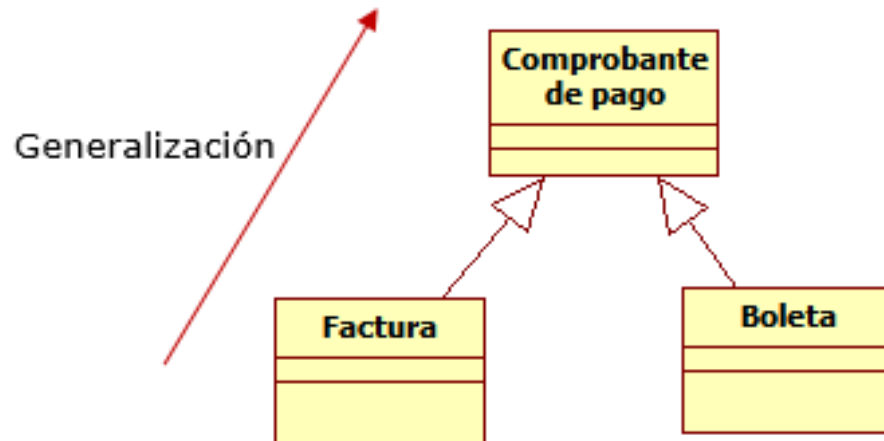 Comprobante
de pago
Generalización
Factura
Boleta